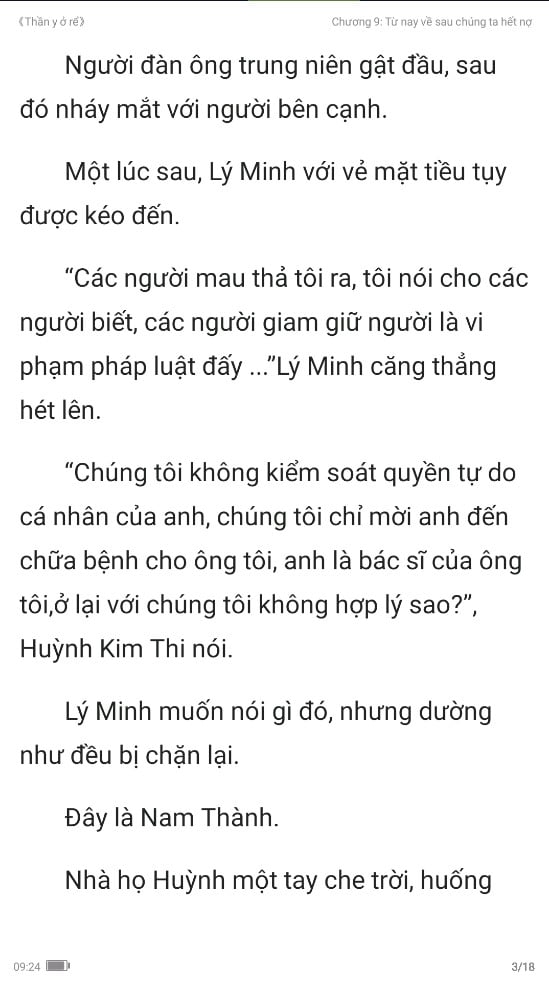 《Thần y ở rể》
Chương 9: Từ nay về sau chúng ta hết nợ
Người đàn ông trung niên gật đầu, sau
đó nháy mắt với người bên cạnh.
Một lúc sau, Lý Minh với vẻ mặt tiều tụy
được kéo đến.
“Các người mau thả tôi ra, tôi nói cho các
người biết, các người giam giữ người là vi
phạm pháp luật đấy ...”Lý Minh căng thẳng
hét lên.
“Chúng tôi không kiểm soát quyền tự do
cá nhân của anh, chúng tôi chỉ mời anh đến
chữa bệnh cho ông tôi, anh là bác sĩ của ông
tôi,ở lại với chúng tôi không hợp lý sao?”,
Huỳnh Kim Thi nói.
Lý Minh muốn nói gì đó, nhưng dường
như đều bị chặn lại.
Đây là Nam Thành.
Nhà họ Huỳnh một tay che trời, huống
09:24
3/18